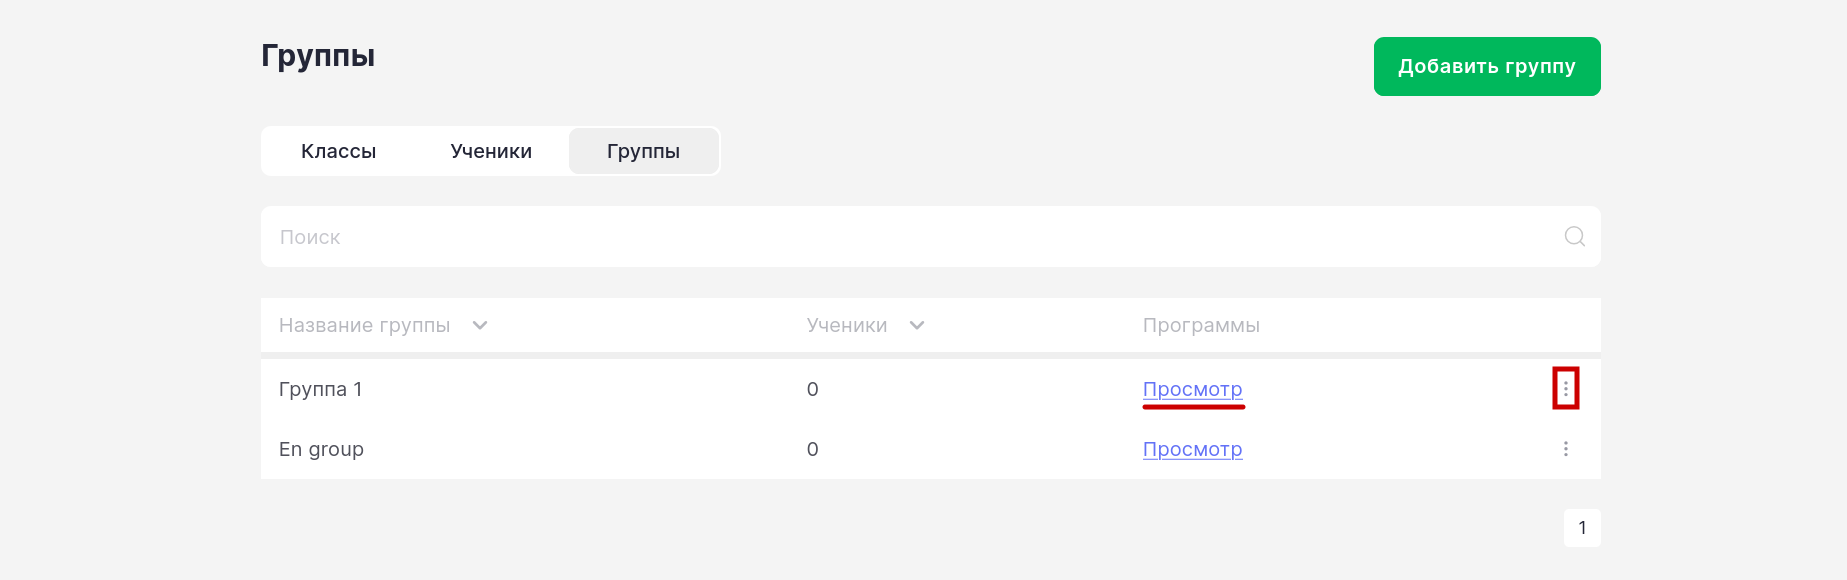 Группы
Добавить группу
Классы Ученики Группы
Поиск
Название группы Ученики Программы
Группа 1 0 Просмотр
En group 0 Просмотр
1